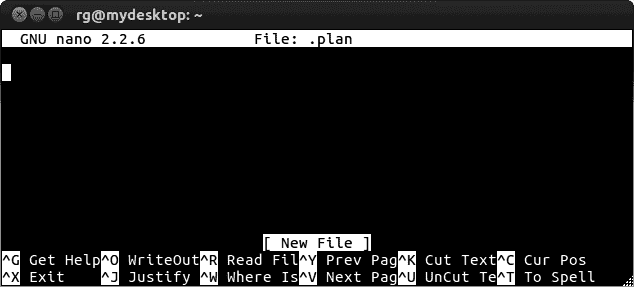 rg@mydesktop: ~
GNU nano 2.2.6 File: .plan
[ New File ]
^G Get Help^O WriteOut^R Read Fil^Y Prev Pag^K Cut Text^C Cur Pos
^X Exit ^J Justify ^W Where Is^V Next Pag^U UnCut Te^T To Spell